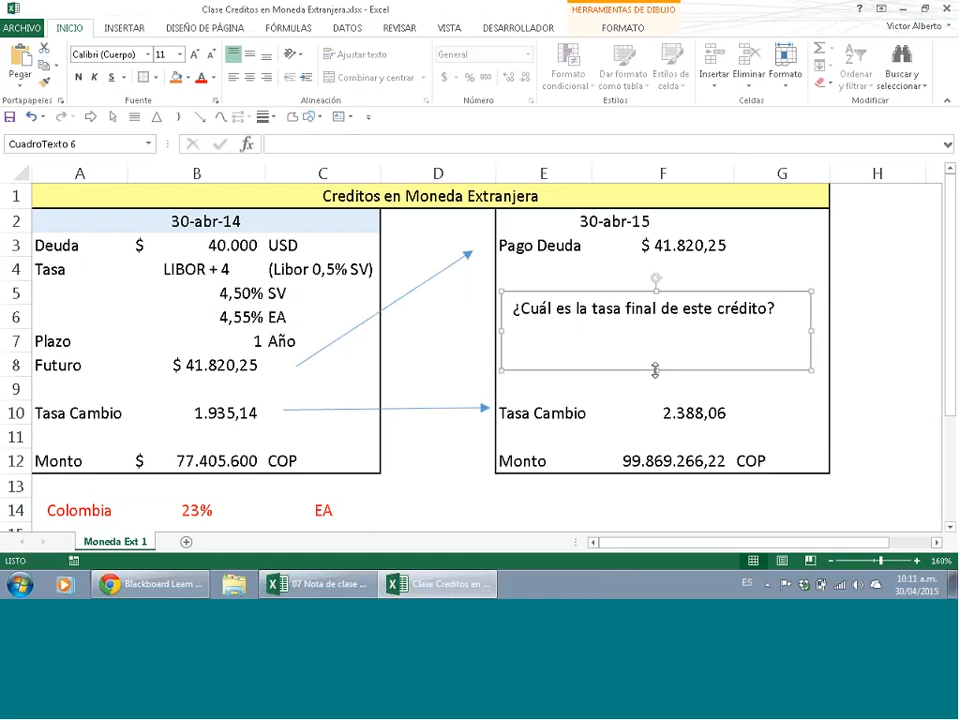 Clase Creditos en Moneda Extranjera.xlsx - Excel
HERRAMIENTAS DE DIBUJO
ARCHIVO INICIO INSERTAR DISEÑO DE PÁGINA FÓRMULAS DATOS REVISAR VISTA DESARROLLADOR FORMATO Victor Alberto
Calibri (Cuerpo) 11 A A Ajustar texto General
Pegar N K S A Combinar y centrar $ % 000 Formato condicional Dar formato como tabla Estilos de celda Insertar Eliminar Formato Ordenar y filtrar Buscar y seleccionar
Portapapeles Fuente Alineación Número Estilos Celdas Modificar
CuadroTexto 6 fx
A B C D E F G H
1 Creditos en Moneda Extranjera
2 30-abr-14 30-abr-15
3 Deuda $ 40.000 USD Pago Deuda $ 41.820,25
4 Tasa LIBOR + 4 (Libor 0,5% SV)
5 4,50% SV ¿Cuál es la tasa final de este crédito?
6 4,55% EA
7 Plazo 1 Año
8 Futuro $ 41.820,25
9
10 Tasa Cambio 1.935,14 Tasa Cambio 2.388,06
11
12 Monto $ 77.405.600 COP Monto 99.869.266,22 COP
13
14 Colombia 23% EA
15
Moneda Ext 1
LISTO 160%
Blackboard Learn ... 07 Nota de clase ... Clase Creditos en ... ES 10:11 a.m.
30/04/2015